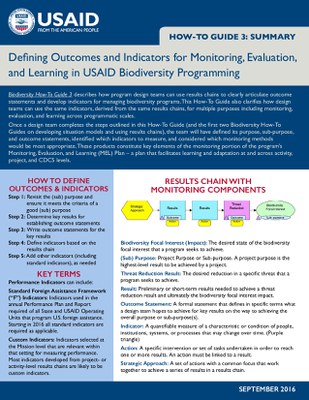 USAID
FROM THE AMERICAN PEOPLE
HOW-TO GUIDE 3: SUMMARY
Defining Outcomes and Indicators for Monitoring, Evaluation,
and Learning in USAID Biodiversity Programming
Biodiversity How-To Guide 3 describes how program design teams can use results chains to clearly articulate outcome
statements and develop indicators for managing biodiversity programs. This How-To Guide also clarifies how design
teams can use the same indicators, derived from the same results chains, for multiple purposes including monitoring,
evaluation, and learning across programmatic scales.
Once a design team completes the steps outlined in this How-To Guide (and the first two Biodiversity How-To
Guides on developing situation models and using results chains), the team will have defined its purpose, sub-purpose,
and outcome statements, identified which indicators to measure, and considered which monitoring methods
would be most appropriate. These products constitute key elements of the monitoring portion of the program's
Monitoring, Evaluation, and Learning (MEL) Plan – a plan that facilitates learning and adaptation at and across activity,
project, and CDCS levels.
HOW TO DEFINE
OUTCOMES & INDICATORS
Step 1: Revisit the (sub) purpose and
ensure it meets the criteria of a
good (sub) purpose
Step 2: Determine key results for
establishing outcome statements
Step 3: Write outcome statements for the
key results
Step 4: Define indicators based on the
results chain
Step 5: Add other indicators (including
standard indicators), as needed
KEY TERMS
Performance Indicators can include:
Standard Foreign Assistance Framework
("F") Indicators: Indicators used in the
annual Performance Plan and Report
required of all State and USAID Operating
Units that program U.S. foreign assistance.
Starting in 2016 all standard indicators are
required as applicable.
Custom Indicators: Indicators selected at
the Mission level that are relevant within
that setting for measuring performance.
Most indicators developed from project- or
activity-level results chains are likely to be
custom indicators.
RESULTS CHAIN WITH
MONITORING COMPONENTS
Strategic
Approach
Result
Result
Threat
Reduction
Biodiversity
Focal Interest
Biodiversity Focal Interest (Impact): The desired state of the biodiversity
focal interest that a program seeks to achieve.
(Sub) Purpose: Project Purpose or Sub-purpose. A project purpose is the
highest-level result to be achieved by a project.
Threat Reduction Result: The desired reduction in a specific threat that a
program seeks to achieve.
Result: Preliminary or short-term results needed to achieve a threat
reduction result and ultimately the biodiversity focal interest impact.
Outcome Statement: A formal statement that defines in specific terms what
a design team hopes to achieve for key results on the way to achieving the
overall purpose or sub-purpose(s).
Indicator: A quantifiable measure of a characteristic or condition of people,
institutions, systems, or processes that may change over time. (Purple
triangle)
Action: A specific intervention or set of tasks undertaken in order to reach
one or more results. An action must be linked to a result.
Strategic Approach: A set of actions with a common focus that work
together to achieve a series of results in a results chain.
SEPTEMBER 2016